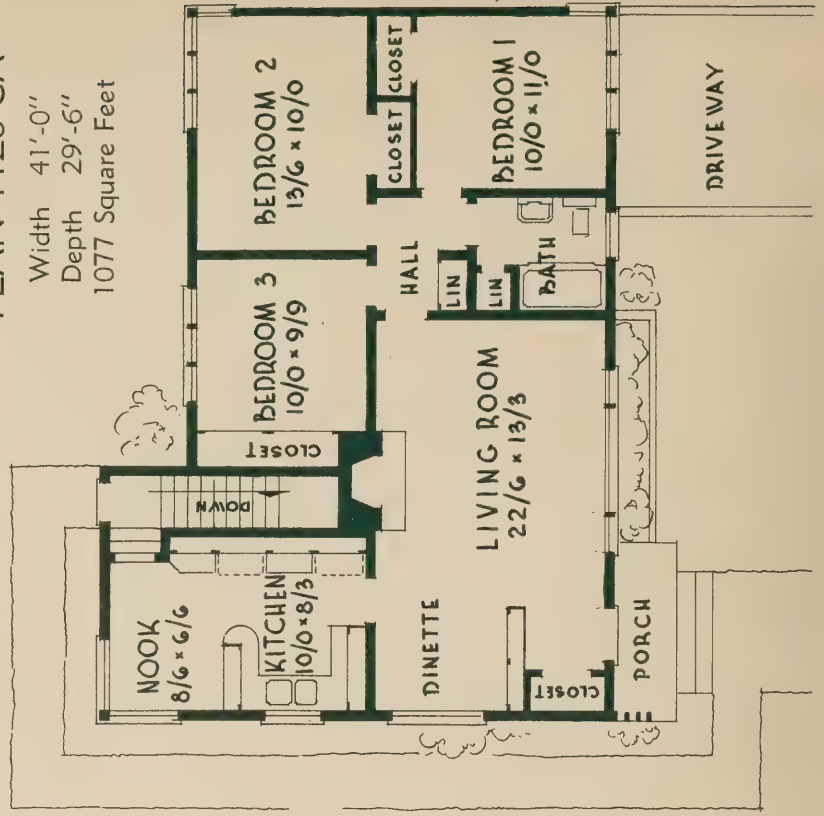 Width 41'-0"
Depth 29'-6"
1077 Square Feet
BEDROOM 2
13/6 x 10/0
CLOSET
CLOSET
BEDROOM 1
10/0 x 11/0
DRIVEWAY
BEDROOM 3
10/0 x 9/9
CLOSET
HALL
LIN
LIN
BATH
DOWN
LIVING ROOM
22/6 x 13/3
NOOK
8/6 x 6/6
KITCHEN
10/0 x 8/3
DINETTE
CLOSET
PORCH